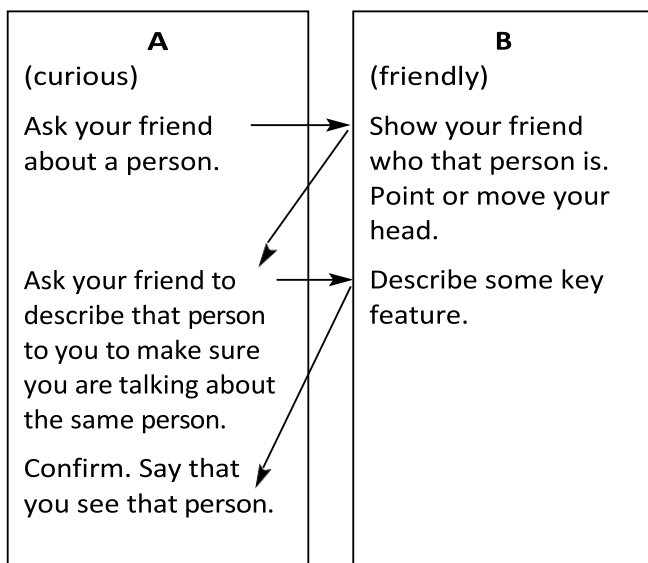 A
(curious)
Ask your friend
about a person.
Ask your friend to
describe that person
to you to make sure
you are talking about
the same person.
Confirm. Say that
you see that person.
B
(friendly)
Show your friend
who that person is.
Point or move your
head.
Describe some key
feature.